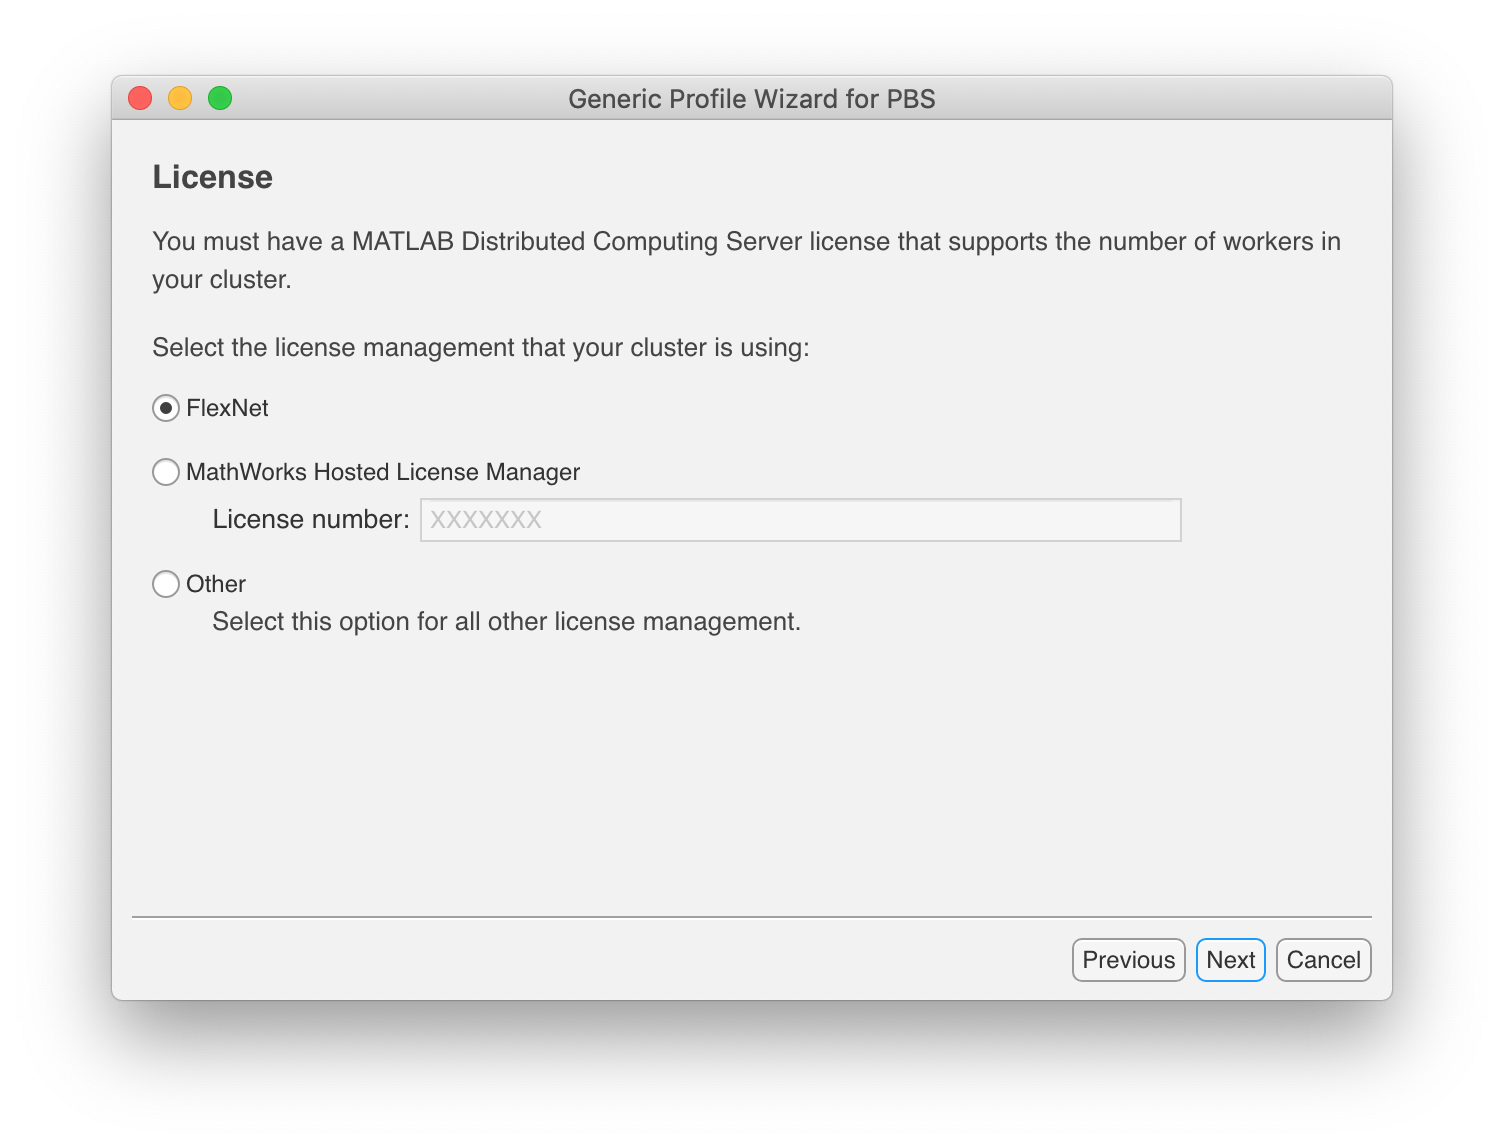 Generic Profile Wizard for PBS
License
You must have a MATLAB Distributed Computing Server license that supports the number of workers in
your cluster.
Select the license management that your cluster is using:
FlexNet
MathWorks Hosted License Manager
License number: XXXXXXX
Other
Select this option for all other license management.
Previous Next Cancel